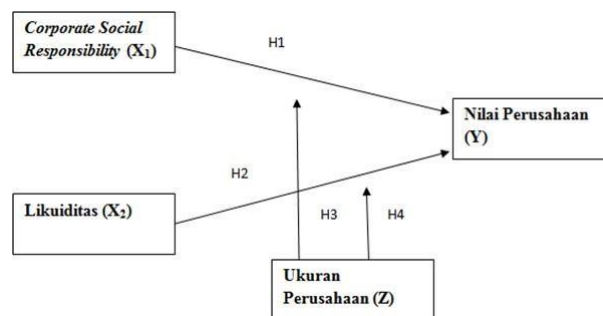 Corporate Social
Responsibility (X₁)
H1
Nilai Perusahaan
(Y)
H2
Likuiditas (X₂)
H3
H4
Ukuran
Perusahaan (Z)